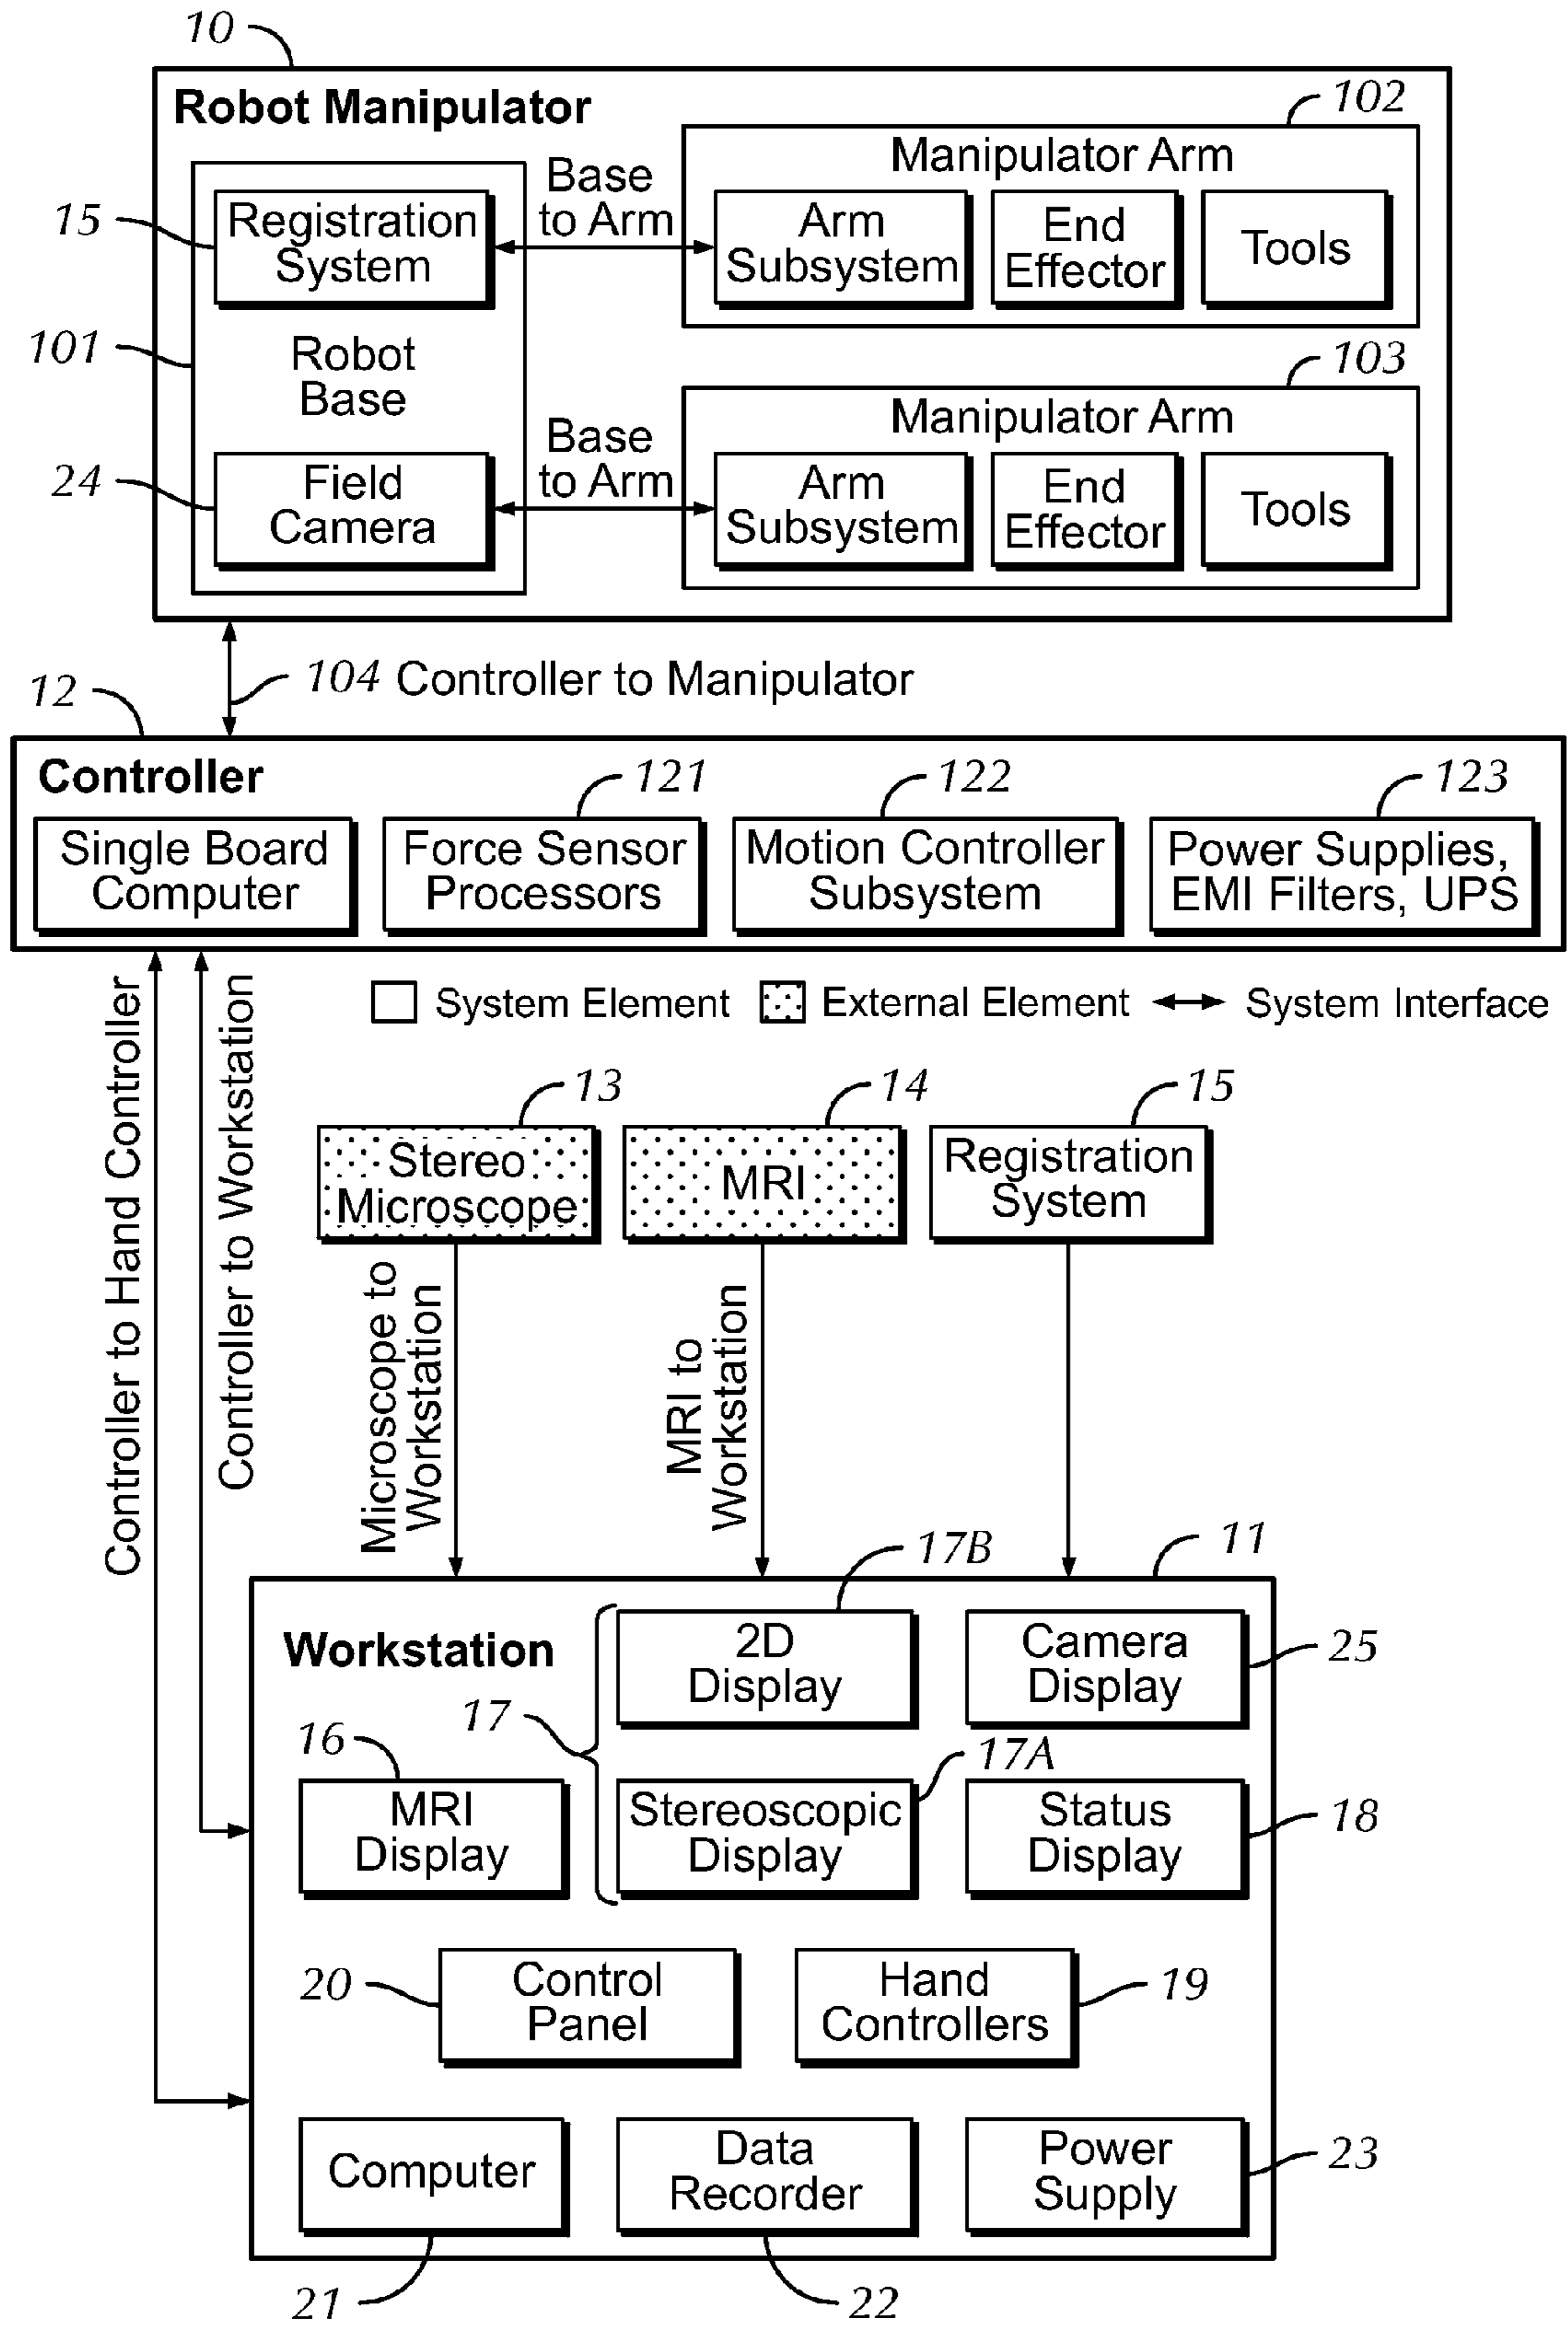 10
Robot Manipulator
102
Manipulator Arm
Base
to Arm
15
Registration
System
Arm
Subsystem
End
Effector
Tools
101
Robot
Base
103
Manipulator Arm
Base
to Arm
24
Field
Camera
Arm
Subsystem
End
Effector
Tools
104 Controller to Manipulator
12
Controller
121
122
123
Single Board
Computer
Force Sensor
Processors
Motion Controller
Subsystem
Power Supplies,
EMI Filters, UPS
System Element
External Element
System Interface
Controller to Hand Controller
Controller to Workstation
13
14
15
Stereo
Microscope
MRI
Registration
System
Microscope to
Workstation
MRI to
Workstation
11
17B
Workstation
2D
Display
Camera
Display
25
17
16
17A
MRI
Display
Stereoscopic
Display
Status
Display
18
20
Control
Panel
Hand
Controllers
19
Computer
Data
Recorder
Power
Supply
23
21
22